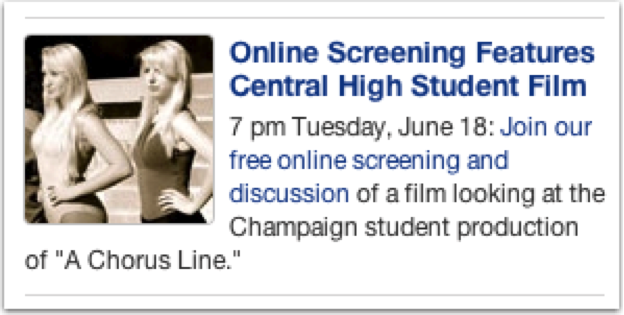 Online Screening Features
Central High Student Film
7 pm Tuesday, June 18: Join our
free online screening and
discussion of a film looking at the
Champaign student production
of "A Chorus Line."